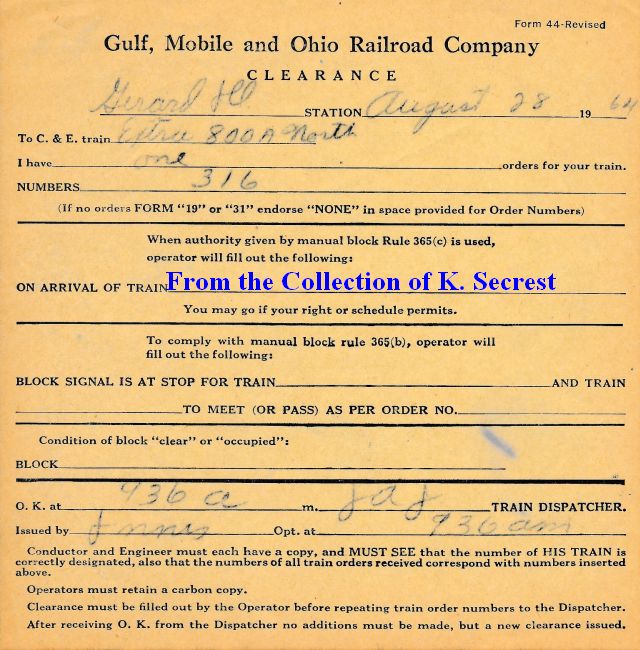 Form 44-Revised
Gulf, Mobile and Ohio Railroad Company
CLEARANCE
Gerard Ill STATION August 28 19 64
To C. & E. train Extra 800A North
I have one orders for your train.
NUMBERS 316
(If no orders FORM "19" or "31" endorse "NONE" in space provided for Order Numbers)
When authority given by manual block Rule 365(c) is used,
operator will fill out the following:
ON ARRIVAL OF TRAIN From the Collection of K. Secrest
You may go if your right or schedule permits.
To comply with manual block rule 365(b), operator will
fill out the following:
BLOCK SIGNAL IS AT STOP FOR TRAIN AND TRAIN
TO MEET (OR PASS) AS PER ORDER NO.
Condition of block "clear" or "occupied":
BLOCK
O. K. at 936 a m. J A J TRAIN DISPATCHER.
Issued by Opt. at 936 am
Conductor and Engineer must each have a copy, and MUST SEE that the number of HIS TRAIN is
correctly designated, also that the numbers of all train orders received correspond with numbers inserted
above.
Operators must retain a carbon copy.
Clearance must be filled out by the Operator before repeating train order numbers to the Dispatcher.
After receiving O. K. from the Dispatcher no additions must be made, but a new clearance issued.